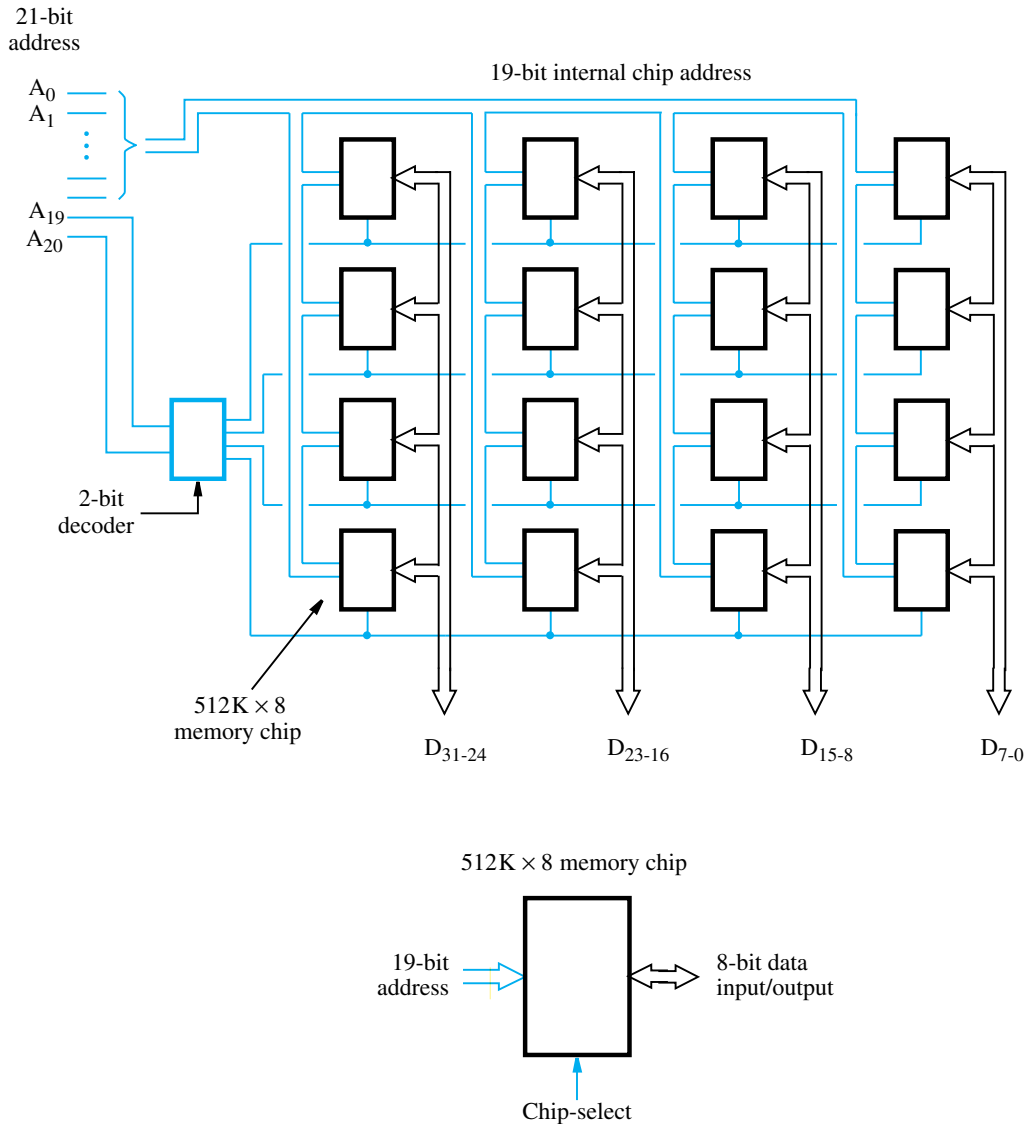 21-bit
address
19-bit internal chip address
A0
A1
A19
A20
2-bit
decoder
512K × 8
memory chip
D31-24
D23-16
D15-8
D7-0
512K × 8 memory chip
19-bit
address
8-bit data
input/output
Chip-select